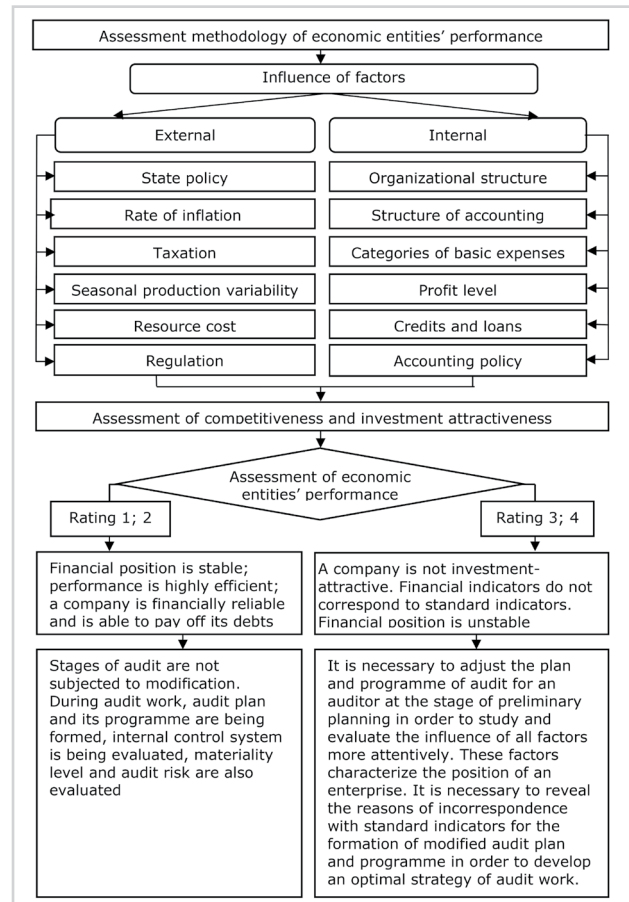 Assessment methodology of economic entities' performance
Influence of factors
External
Internal
State policy
Organizational structure
Rate of inflation
Structure of accounting
Taxation
Categories of basic expenses
Seasonal production variability
Profit level
Resource cost
Credits and loans
Regulation
Accounting policy
Assessment of competitiveness and investment attractiveness
Assessment of economic
entities' performance
Rating 1; 2
Rating 3; 4
Financial position is stable;
performance is highly efficient;
a company is financially reliable
and is able to pay off its debts
A company is not investment-
attractive. Financial indicators do not
correspond to standard indicators.
Financial position is unstable
Stages of audit are not
subjected to modification.
During audit work, audit plan
and its programme are being
formed, internal control system
is being evaluated, materiality
level and audit risk are also
evaluated
It is necessary to adjust the plan
and programme of audit for an
auditor at the stage of preliminary
planning in order to study and
evaluate the influence of all factors
more attentively. These factors
characterize the position of an
enterprise. It is necessary to reveal
the reasons of incorrespondence
with standard indicators for the
formation of modified audit plan
and programme in order to develop
an optimal strategy of audit work.